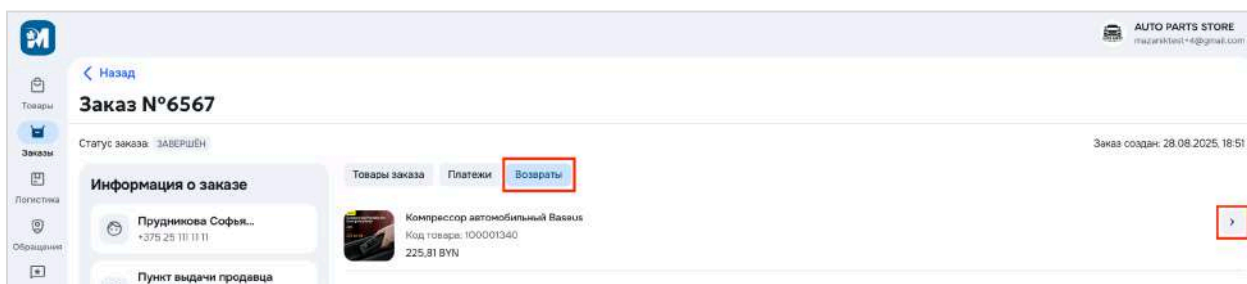 AUTO PARTS STORE
mazaniktest+4@gmail.com
Назад
Заказ №6567
Статус заказа: ЗАВЕРШЁН
Заказ создан: 28.08.2025, 18:51
Товары
Заказы
Логистика
Обращения
Информация о заказе
Прудникова Софья...
+375 25 111 11 11
Пункт выдачи продавца
Товары заказа
Платежи
Возвраты
Компрессор автомобильный Baseus
Код товара: 100001340
225,81 BYN